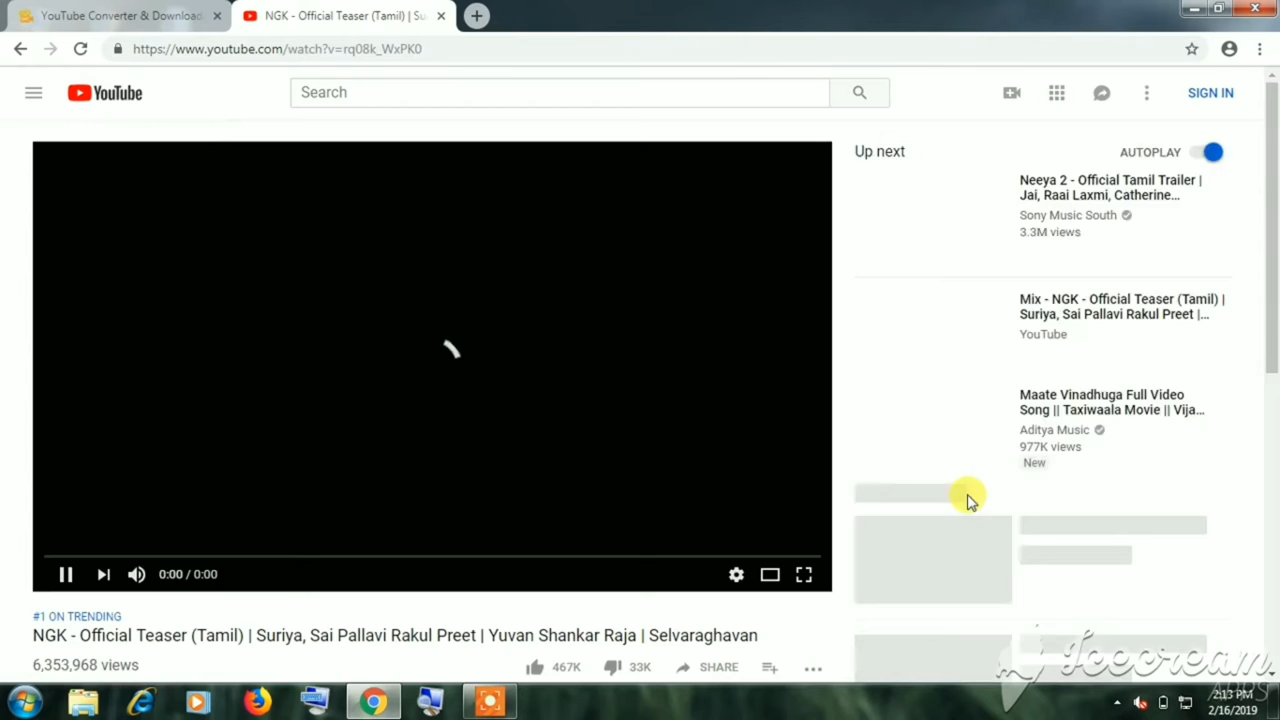 YouTube Converter & Download
NGK - Official Teaser (Tamil) | Su
https://www.youtube.com/watch?v=rq08k_WxPK0
YouTube
Search
SIGN IN
Up next
AUTOPLAY
Neeya 2 - Official Tamil Trailer |
Jai, Raai Laxmi, Catherine...
Sony Music South
3.3M views
Mix - NGK - Official Teaser (Tamil) |
Suriya, Sai Pallavi Rakul Preet |...
YouTube
Maate Vinadhuga Full Video
Song || Taxiwaala Movie || Vija...
Aditya Music
977K views
New
0:00 / 0:00
#1 ON TRENDING
NGK - Official Teaser (Tamil) | Suriya, Sai Pallavi Rakul Preet | Yuvan Shankar Raja | Selvaraghavan
6,353,968 views
467K
33K
SHARE
Icecream
APPS
2:13 PM
2/16/2019